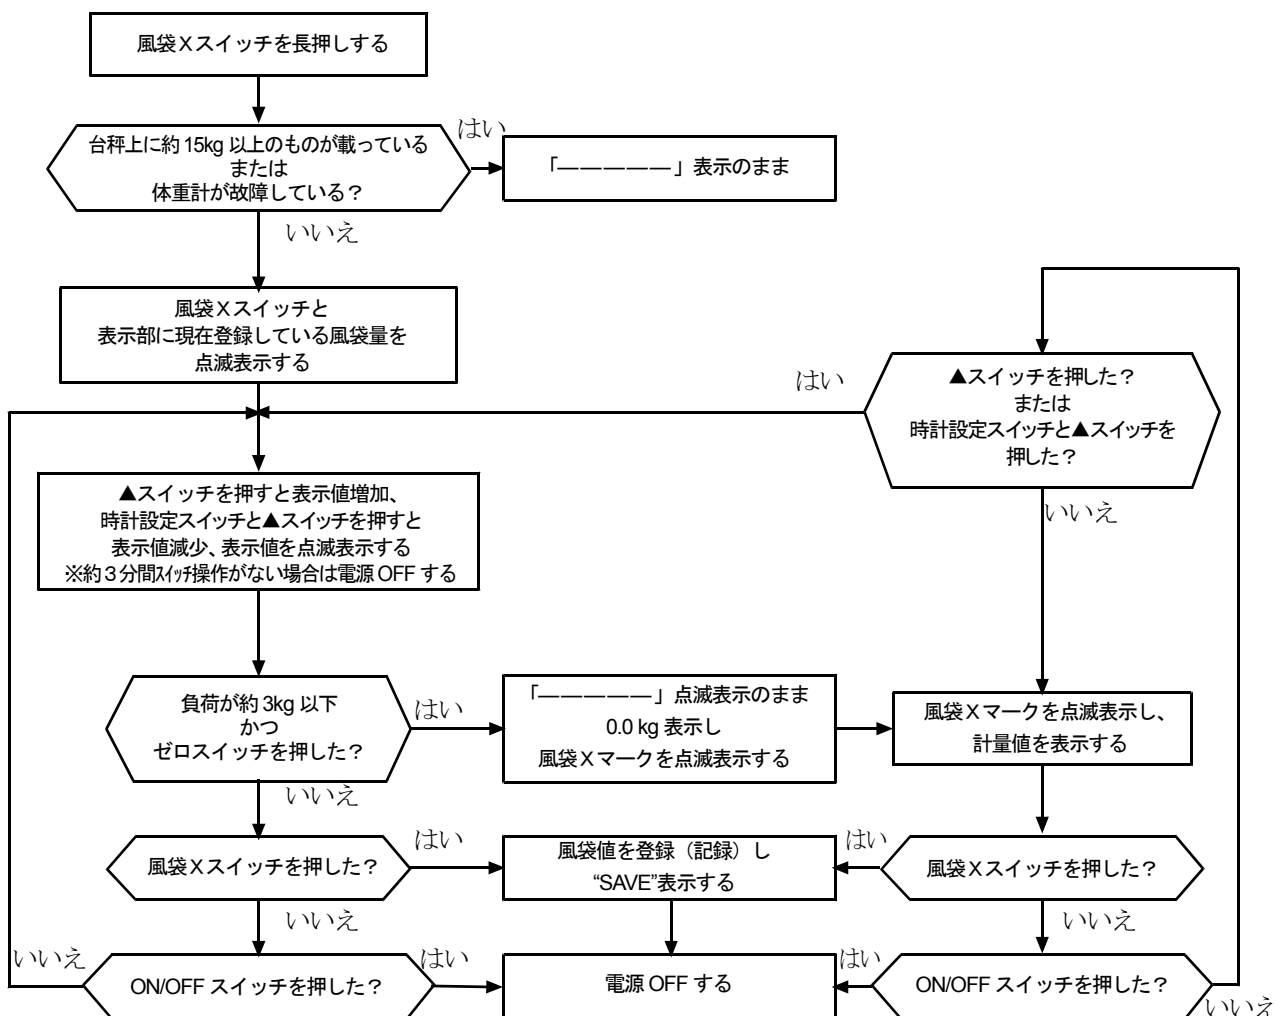 風袋Xスイッチを長押しする
台秤上に約 15kg 以上のものが載っている
または
体重計が故障している?
はい
「―――――」表示のまま
いいえ
風袋Xスイッチと
表示部に現在登録している風袋量を
点滅表示する
はい
▲スイッチを押した?
または
時計設定スイッチと▲スイッチを
押した?
いいえ
▲スイッチを押すと表示値増加、
時計設定スイッチと▲スイッチを押すと
表示値減少、表示値を点滅表示する
※約3分間スイッチ操作がない場合は電源 OFF する
負荷が約 3kg 以下
かつ
ゼロスイッチを押した?
はい
「―――――」点滅表示のまま
0.0 kg 表示し
風袋Xマークを点滅表示する
風袋Xマークを点滅表示し、
計量値を表示する
いいえ
風袋Xスイッチを押した?
はい
風袋値を登録(記録)し
“SAVE”表示する
はい
風袋Xスイッチを押した?
いいえ
いいえ
いいえ
ON/OFF スイッチを押した?
はい
電源 OFF する
はい
ON/OFF スイッチを押した?
いいえ